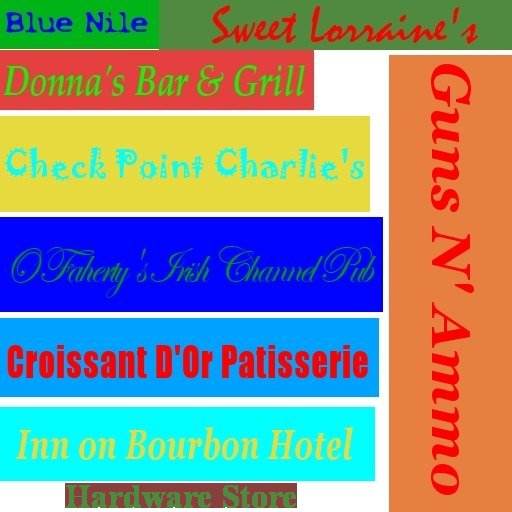 Blue Nile
Sweet Lorraine's
Donna's Bar & Grill
Check Point Charlie's
O'Faherty's Irish Channel Pub
Croissant D'Or Patisserie
Inn on Bourbon Hotel
Hardware Store
Guns N' Ammo